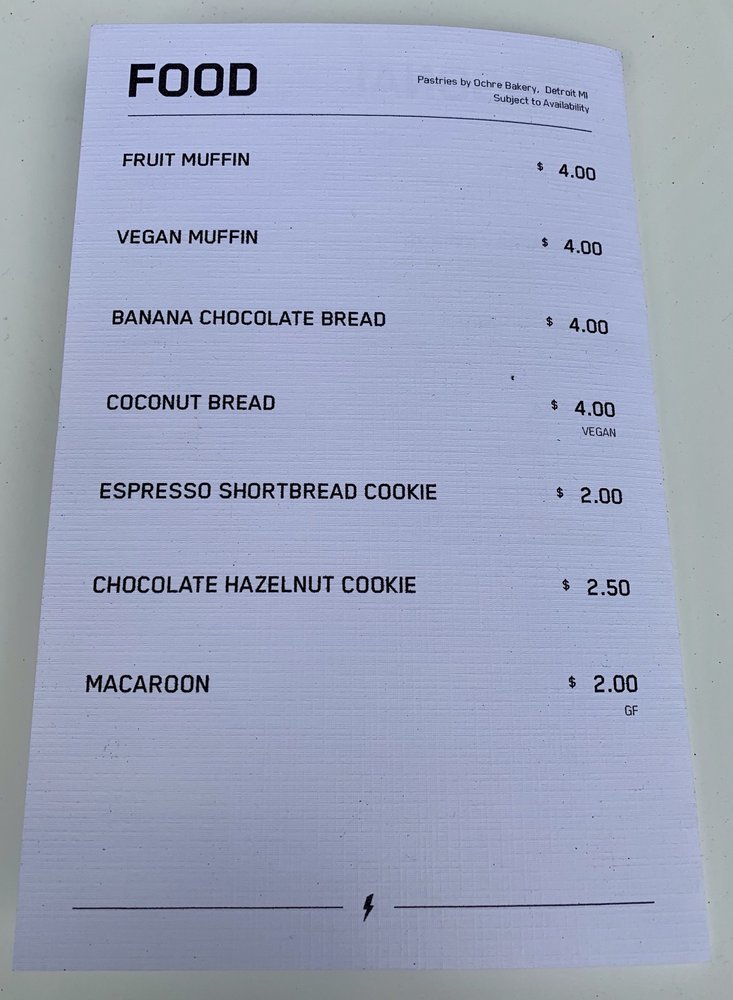 FOOD
Pastries by Ochre Bakery, Detroit MI
Subject to Availability
FRUIT MUFFIN $ 4.00
VEGAN MUFFIN $ 4.00
BANANA CHOCOLATE BREAD $ 4.00
COCONUT BREAD $ 4.00
VEGAN
ESPRESSO SHORTBREAD COOKIE $ 2.00
CHOCOLATE HAZELNUT COOKIE $ 2.50
MACAROON $ 2.00
GF